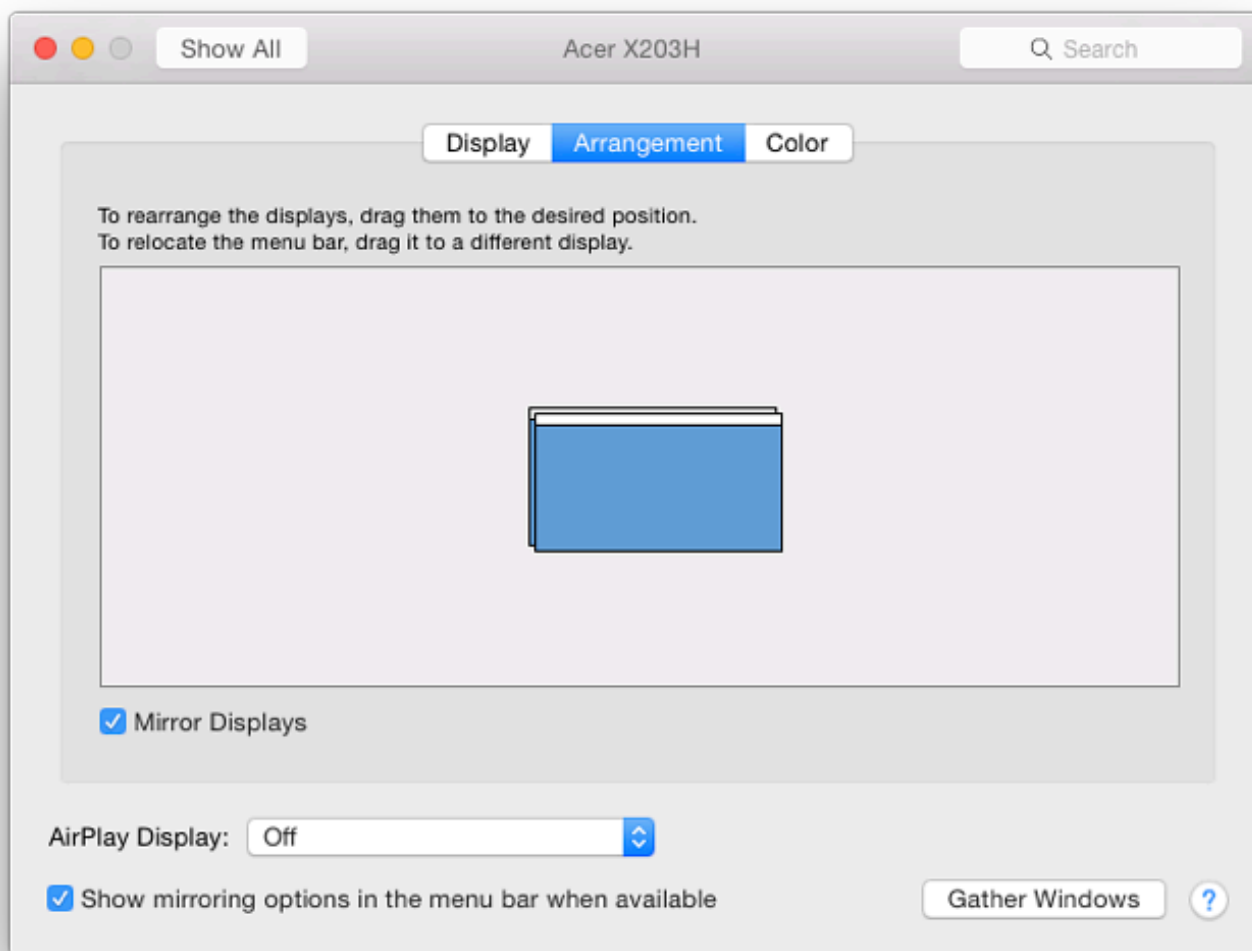 Show All
Acer X203H
Search
Display
Arrangement
Color
To rearrange the displays, drag them to the desired position.
To relocate the menu bar, drag it to a different display.
Mirror Displays
AirPlay Display: Off
Show mirroring options in the menu bar when available
Gather Windows
?